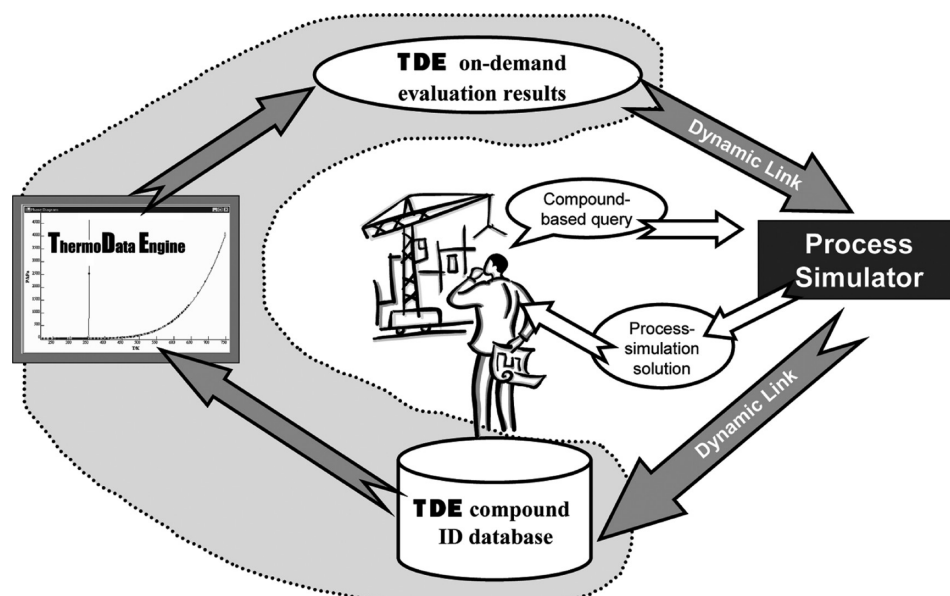 TDE on-demand
evaluation results
Dynamic Link
Compound-
based query
ThermoData Engine
T/K
Process
Simulator
Process-
simulation
solution
Dynamic Link
TDE compound
ID database